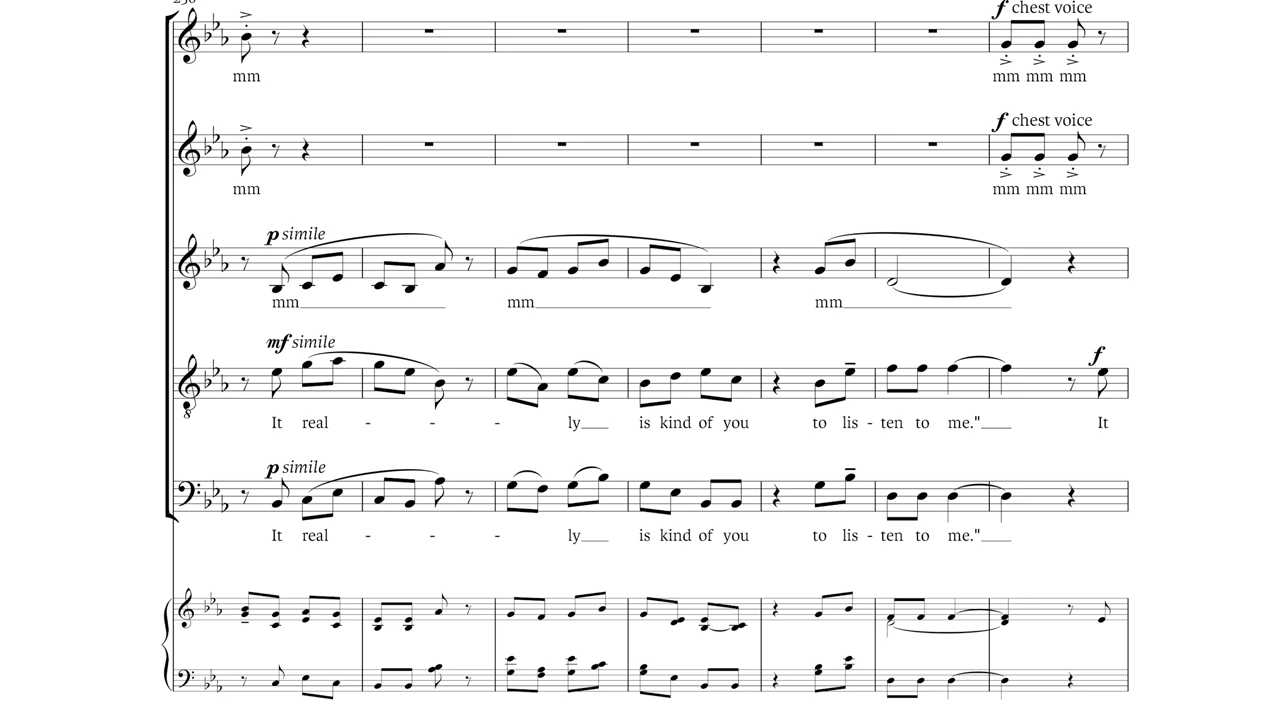 f chest voice
mm mm mm mm
f chest voice
mm mm mm mm
p simile
mm mm mm
mf simile f
It real - - - ly is kind of you to lis - ten to me." It
p simile
It real - - - ly is kind of you to lis - ten to me."